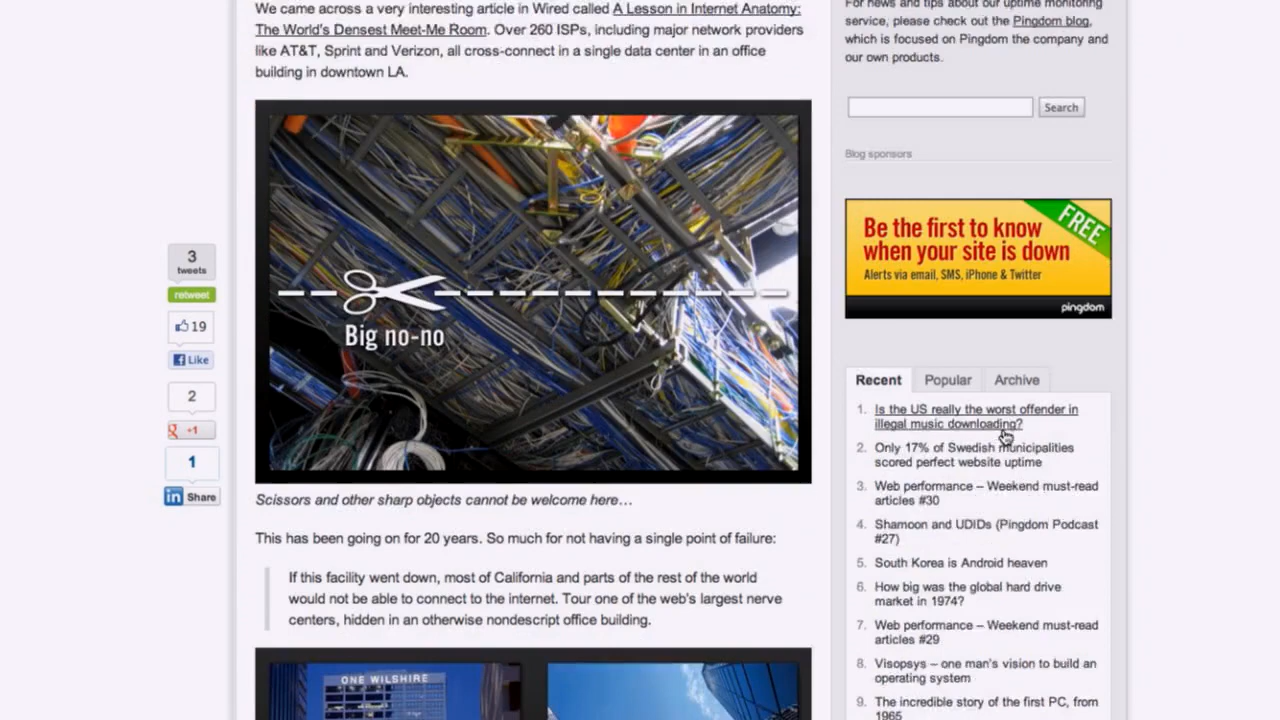 We came across a very interesting article in Wired called A Lesson in Internet Anatomy:
The World's Densest Meet-Me Room. Over 260 ISPs, including major network providers
like AT&T, Sprint and Verizon, all cross-connect in a single data center in an office
building in downtown LA.
Big no-no
Scissors and other sharp objects cannot be welcome here…
This has been going on for 20 years. So much for not having a single point of failure:
If this facility went down, most of California and parts of the rest of the world
would not be able to connect to the internet. Tour one of the web's largest nerve
centers, hidden in an otherwise nondescript office building.
ONE WILSHIRE
3
tweets
retweet
19
Like
2
+1
1
in Share
For news and tips about our uptime monitoring
service, please check out the Pingdom blog,
which is focused on Pingdom the company and
our own products.
Search
Blog sponsors
Be the first to know
when your site is down
Alerts via email, SMS, iPhone & Twitter
FREE
pingdom
Recent Popular Archive
1. Is the US really the worst offender in
illegal music downloading?
2. Only 17% of Swedish municipalities
scored perfect website uptime
3. Web performance – Weekend must-read
articles #30
4. Shamoon and UDIDs (Pingdom Podcast
#27)
5. South Korea is Android heaven
6. How big was the global hard drive
market in 1974?
7. Web performance – Weekend must-read
articles #29
8. Visopsys – one man's vision to build an
operating system
9. The incredible story of the first PC, from
1965